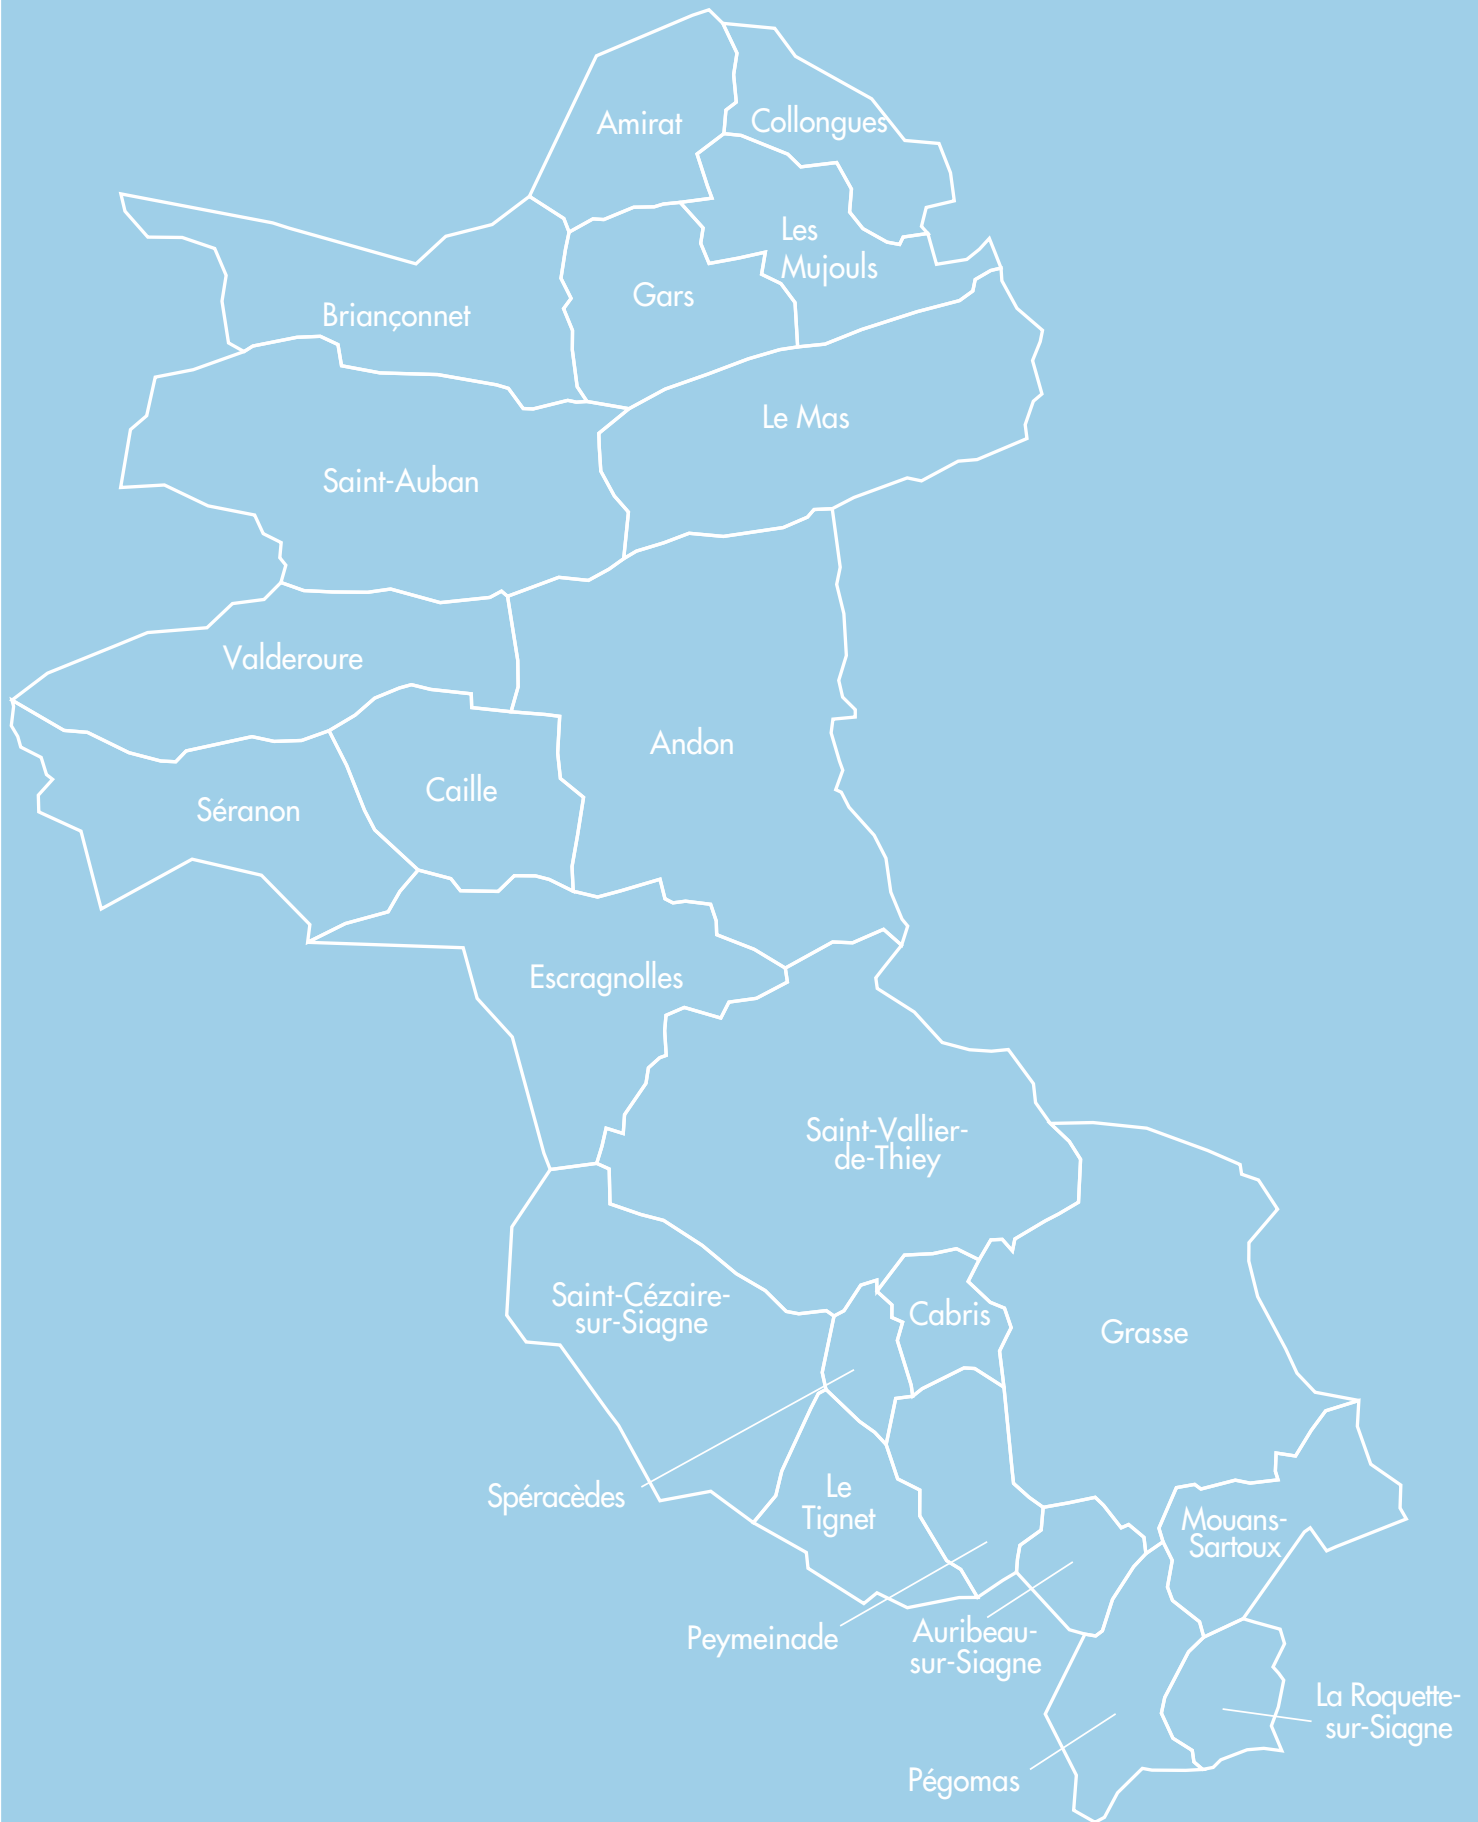 Amirat
Collongues
Les
Mujouls
Gars
Briançonnet
Le Mas
Saint-Auban
Valderoure
Andon
Caille
Séranon
Escragnolles
Saint-Vallier-
de-Thiey
Saint-Cézaire-
sur-Siagne
Cabris
Grasse
Spéracèdes
Le
Tignet
Mouans-
Sartoux
Peymeinade
Auribeau-
sur-Siagne
La Roquette-
sur-Siagne
Pégomas